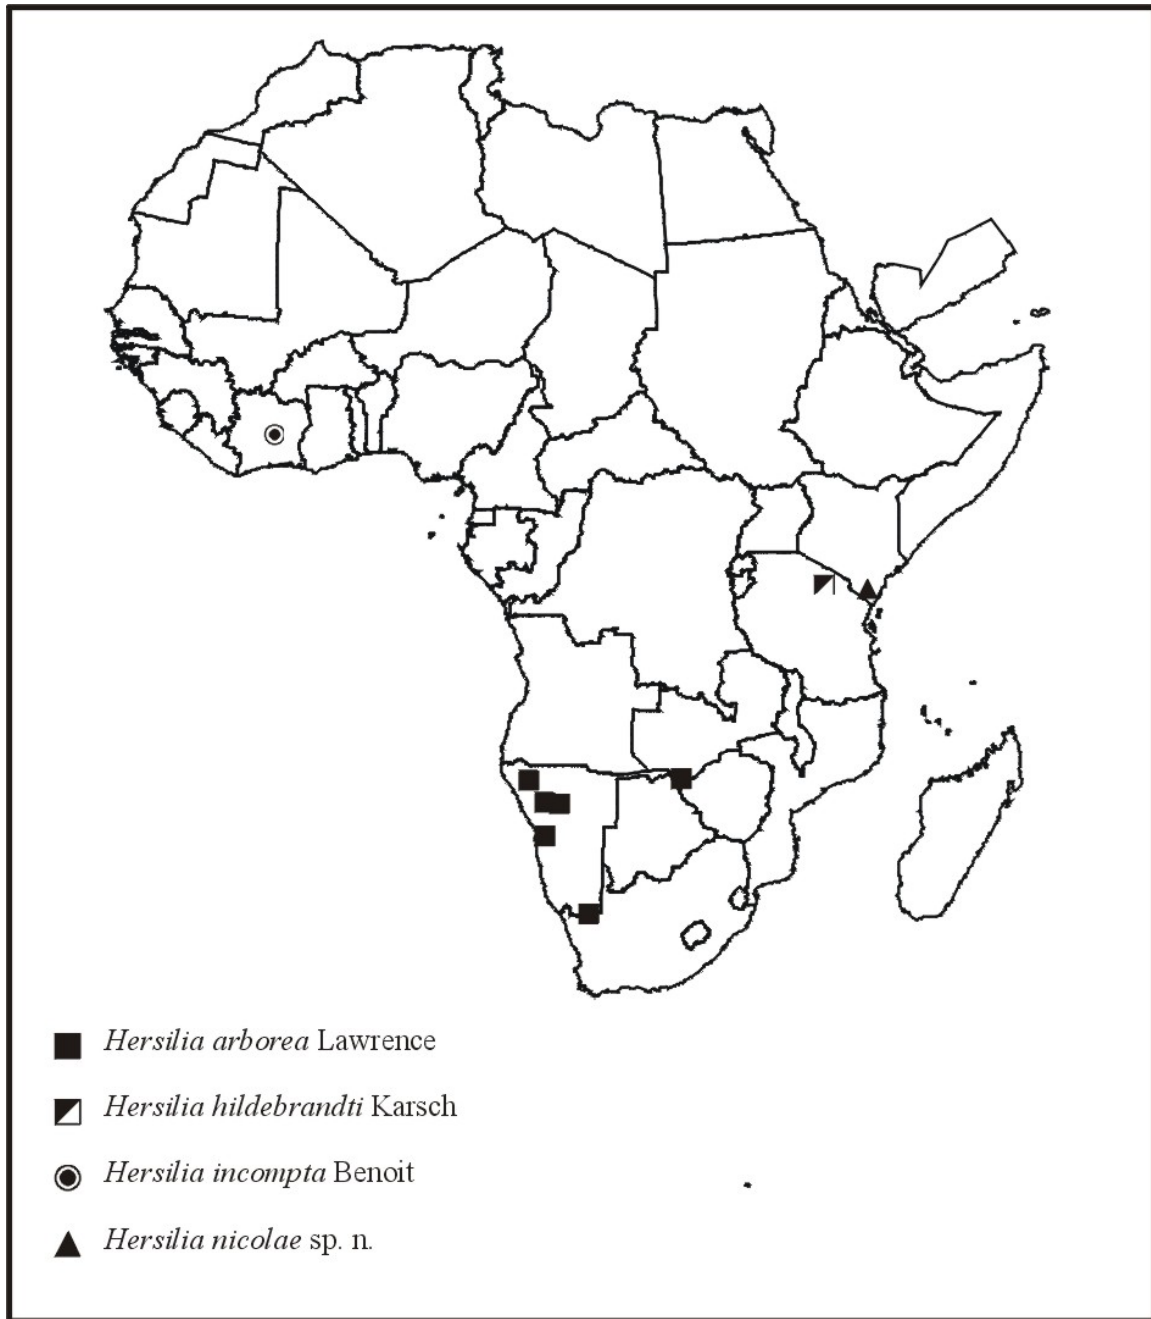 Hersilia arborea Lawrence
Hersilia hildebrandti Karsch
Hersilia incompta Benoit
Hersilia nicolae sp. n.